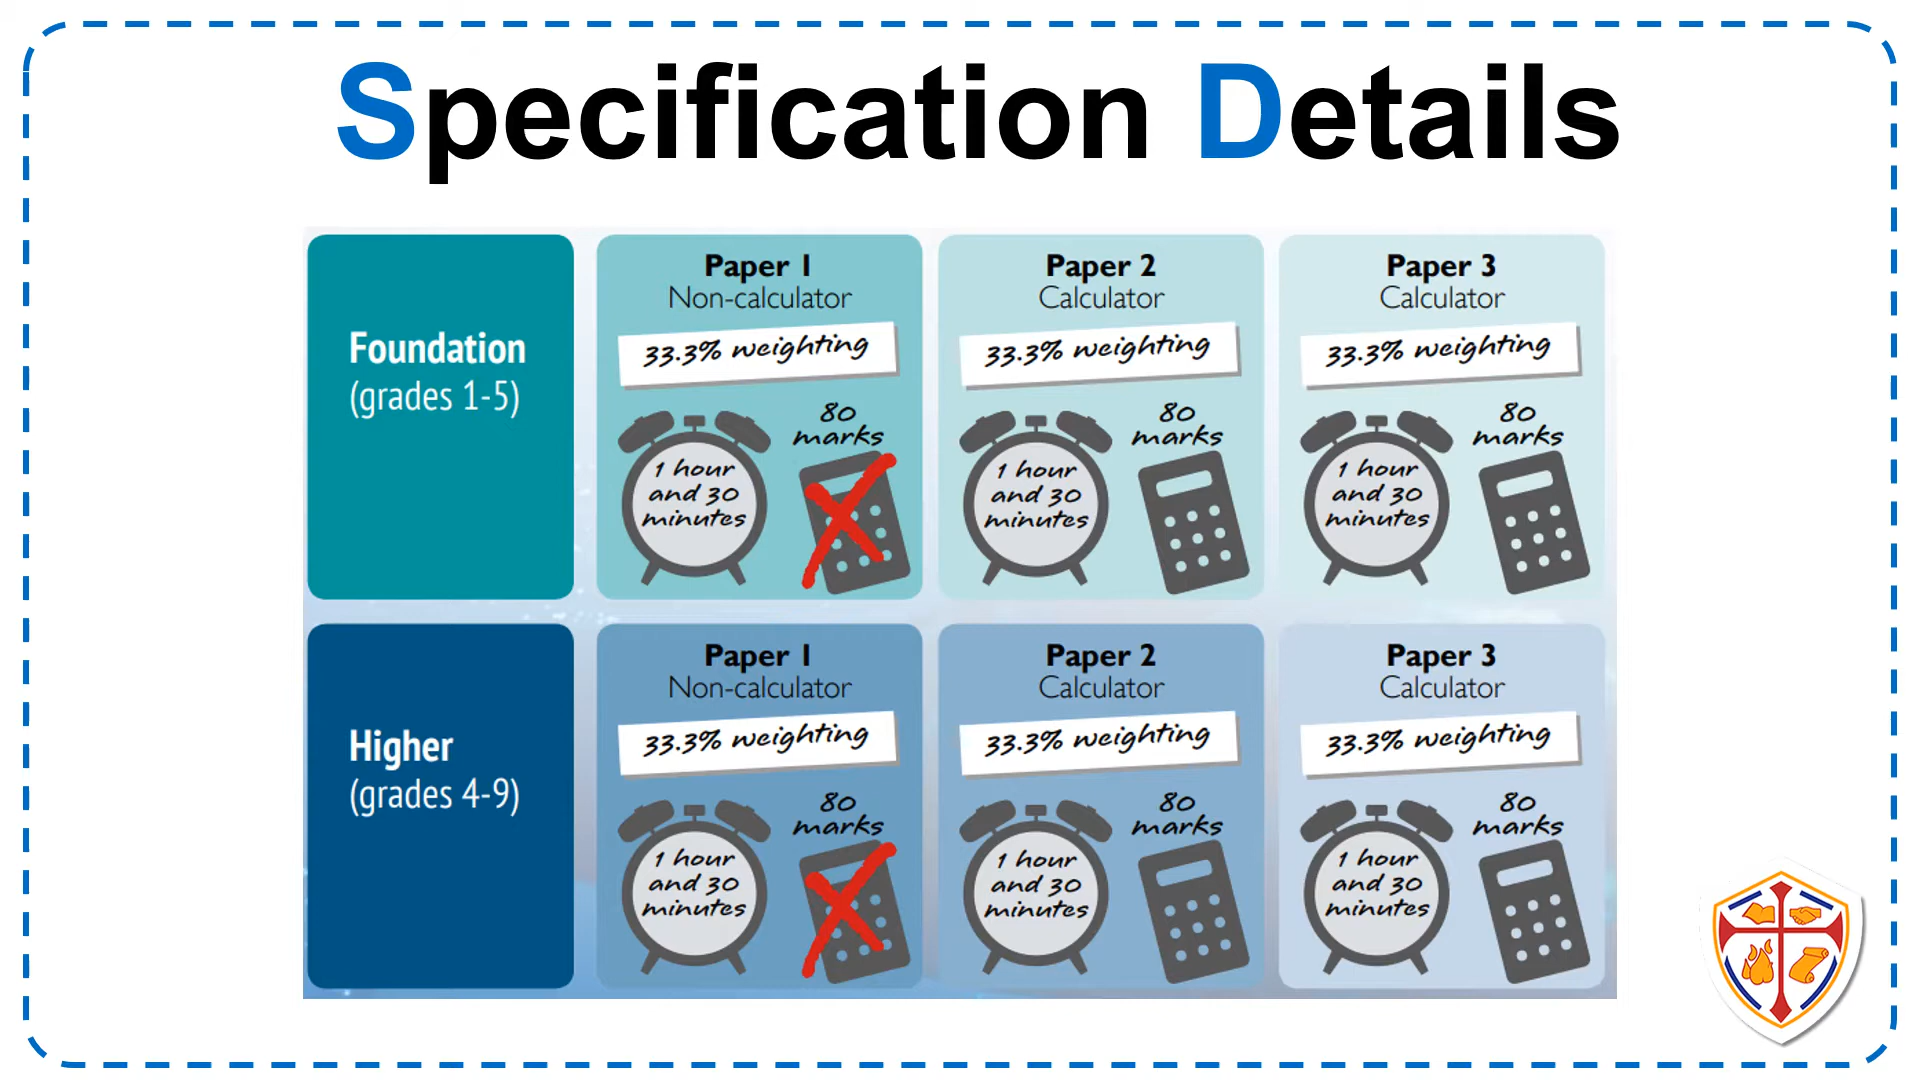 Specification Details
Foundation
(grades 1-5)
Paper 1
Non-calculator
33.3% weighting
80
marks
1 hour
and 30
minutes
Paper 2
Calculator
33.3% weighting
80
marks
1 hour
and 30
minutes
Paper 3
Calculator
33.3% weighting
80
marks
1 hour
and 30
minutes
Higher
(grades 4-9)
Paper 1
Non-calculator
33.3% weighting
80
marks
1 hour
and 30
minutes
Paper 2
Calculator
33.3% weighting
80
marks
1 hour
and 30
minutes
Paper 3
Calculator
33.3% weighting
80
marks
1 hour
and 30
minutes